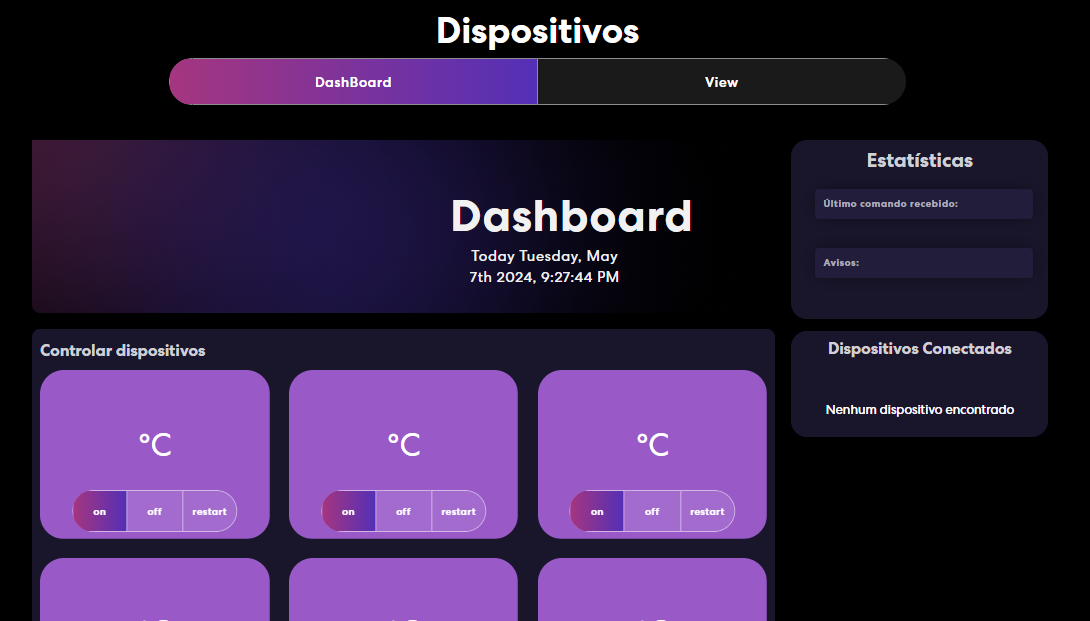 Dispositivos
DashBoard
View
Dashboard
Today Tuesday, May
7th 2024, 9:27:44 PM
Estatísticas
Último comando recebido:
Avisos:
Controlar dispositivos
°C
on
off
restart
°C
on
off
restart
°C
on
off
restart
Dispositivos Conectados
Nenhum dispositivo encontrado